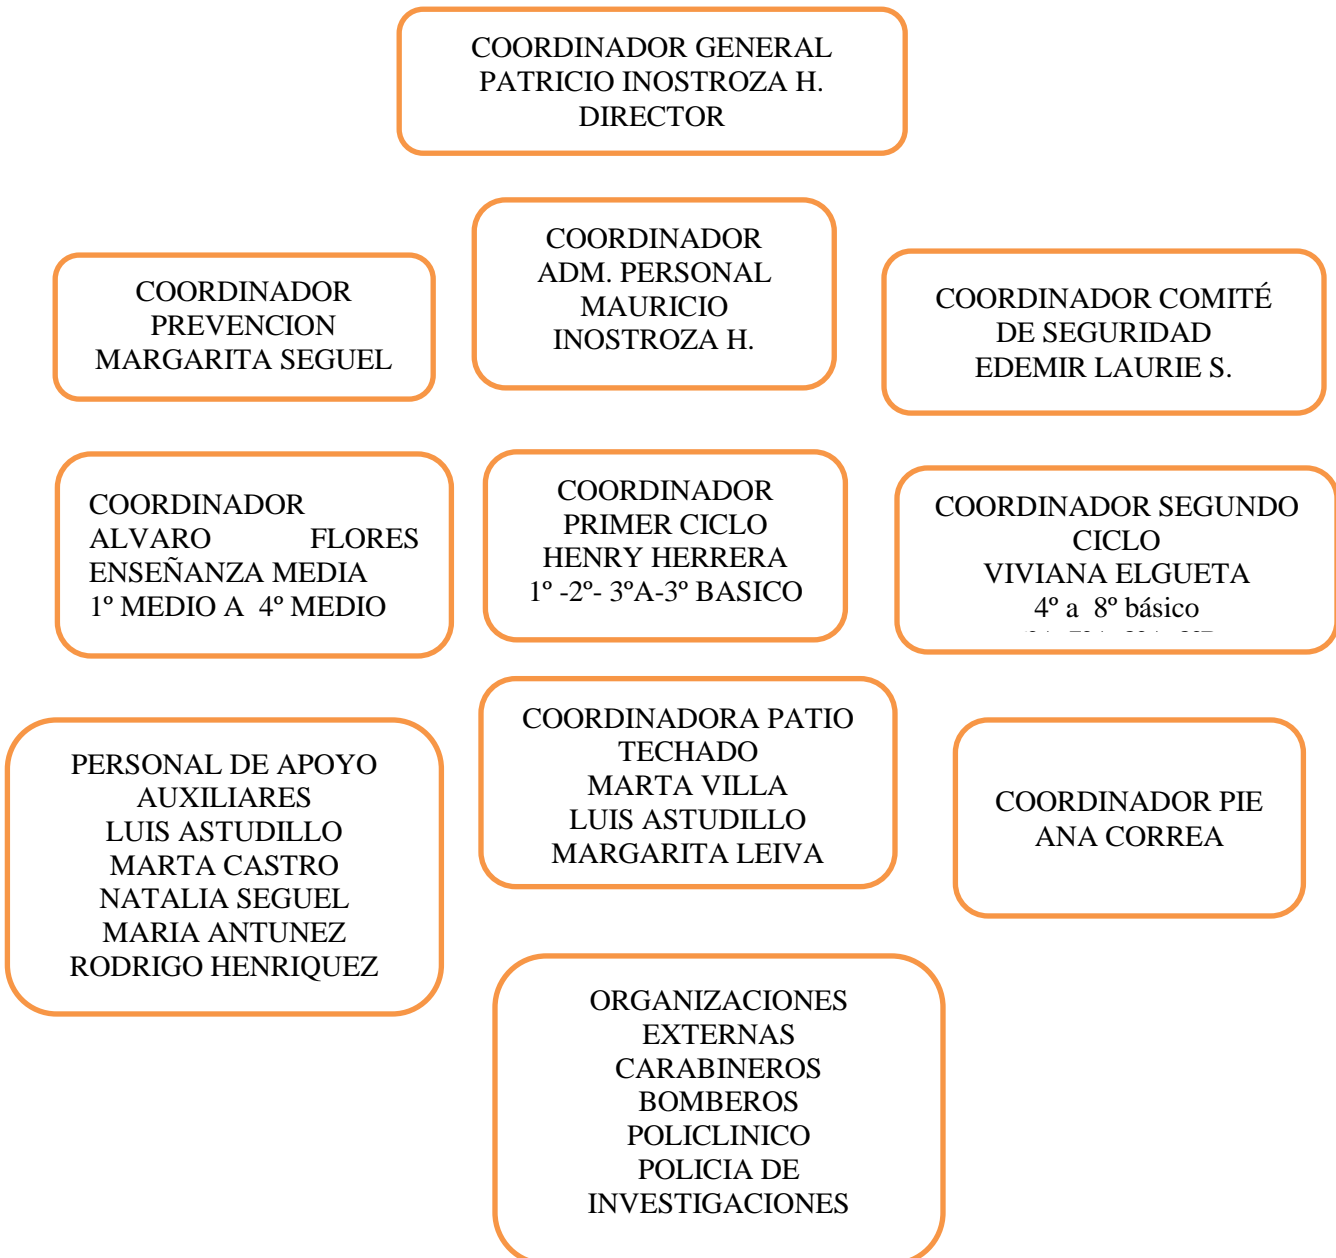 COORDINADOR GENERAL
PATRICIO INOSTROZA H.
DIRECTOR
COORDINADOR
PREVENCION
MARGARITA SEGUEL
COORDINADOR
ADM. PERSONAL
MAURICIO
INOSTROZA H.
COORDINADOR COMITÉ
DE SEGURIDAD
EDEMIR LAURIE S.
COORDINADOR
ALVARO FLORES
ENSEÑANZA MEDIA
1º MEDIO A 4º MEDIO
COORDINADOR
PRIMER CICLO
HENRY HERRERA
1º -2º- 3ºA-3º BASICO
COORDINADOR SEGUNDO
CICLO
VIVIANA ELGUETA
4º a 8º básico
PERSONAL DE APOYO
AUXILIARES
LUIS ASTUDILLO
MARTA CASTRO
NATALIA SEGUEL
MARIA ANTUNEZ
RODRIGO HENRIQUEZ
COORDINADORA PATIO
TECHADO
MARTA VILLA
LUIS ASTUDILLO
MARGARITA LEIVA
COORDINADOR PIE
ANA CORREA
ORGANIZACIONES
EXTERNAS
CARABINEROS
BOMBEROS
POLICLINICO
POLICIA DE
INVESTIGACIONES